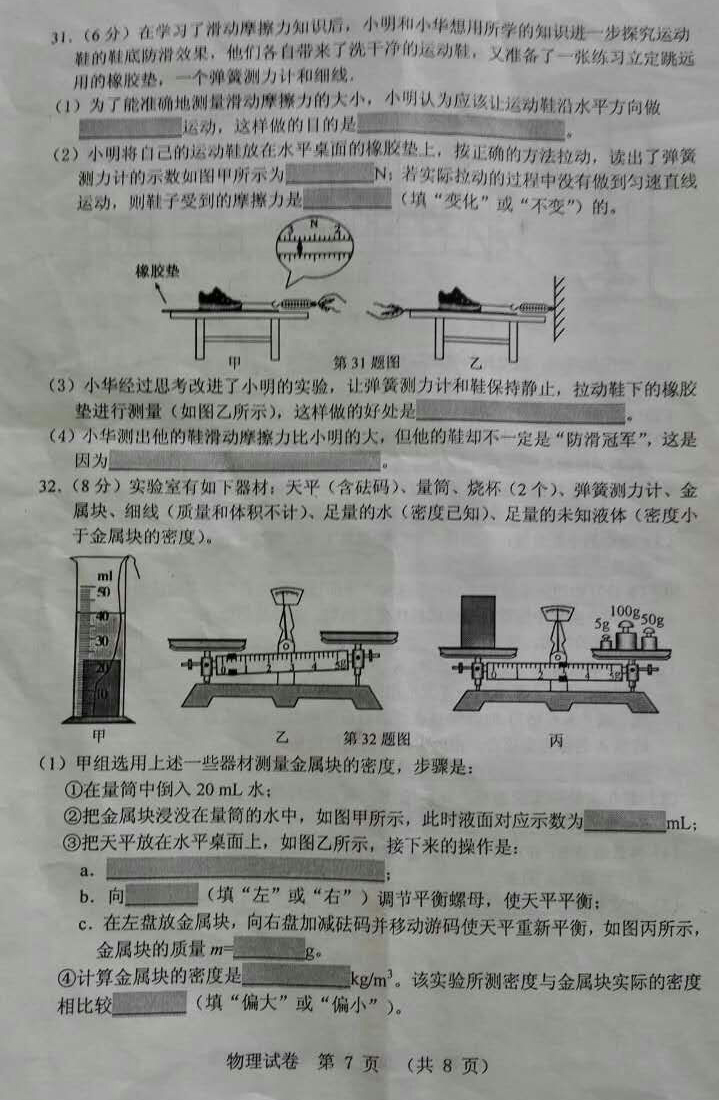 31.（6分）在学习了滑动摩擦力知识后，小明和小华想用所学的知识进一步探究运动
鞋的鞋底防滑效果，他们各自带来了洗干净的运动鞋，又准备了一张练习立定跳远
用的橡胶垫，一个弹簧测力计和细线．
（1）为了能准确地测量滑动摩擦力的大小，小明认为应该让运动鞋沿水平方向做
运动，这样做的目的是 。
（2）小明将自己的运动鞋放在水平桌面的橡胶垫上，按正确的方法拉动，读出了弹簧
测力计的示数如图甲所示为 N；若实际拉动的过程中没有做到匀速直线
运动，则鞋子受到的摩擦力是 （填“变化”或“不变”）的。
3 N 2
橡胶垫
甲 第31题图 乙
（3）小华经过思考改进了小明的实验，让弹簧测力计和鞋保持静止，拉动鞋下的橡胶
垫进行测量（如图乙所示），这样做的好处是 。
（4）小华测出他的鞋滑动摩擦力比小明的大，但他的鞋却不一定是“防滑冠军”，这是
因为 。
32.（8分）实验室有如下器材：天平（含砝码）、量筒、烧杯（2个）、弹簧测力计、金
属块、细线（质量和体积不计）、足量的水（密度已知）、足量的未知液体（密度小
于金属块的密度）。
ml
50
40
30
20
10
0 1 2 3 4 5g
5g 100g 50g
0 1 2 3 4 5g
甲 乙 第32题图 丙
（1）甲组选用上述一些器材测量金属块的密度，步骤是：
①在量筒中倒入 20 mL 水；
②把金属块浸没在量筒的水中，如图甲所示，此时液面对应示数为 mL；
③把天平放在水平桌面上，如图乙所示，接下来的操作是：
a． ；
b．向 （填“左”或“右”）调节平衡螺母，使天平平衡；
c．在左盘放金属块，向右盘加减砝码并移动游码使天平重新平衡，如图丙所示，
金属块的质量 m= g。
④计算金属块的密度是 kg/m³。该实验所测密度与金属块实际的密度
相比较 （填“偏大”或“偏小”）。
物理试卷 第 7 页 （共 8 页）